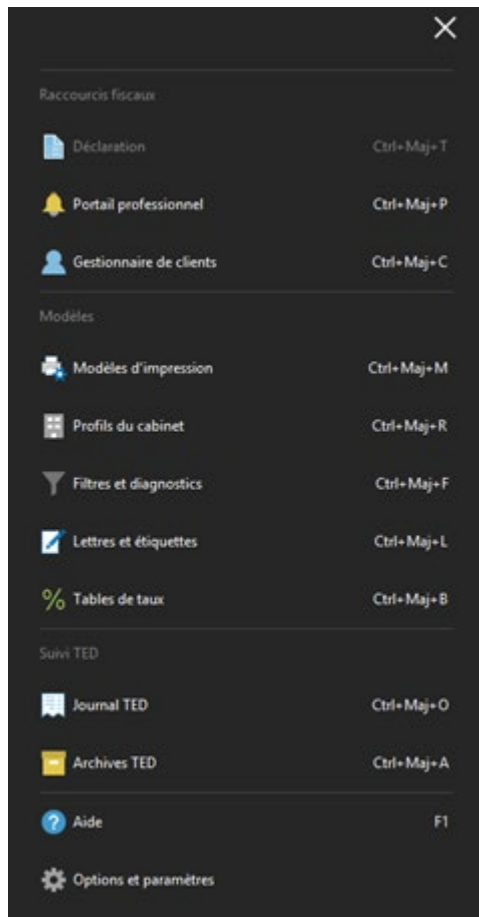 Raccourcis fiscaux
Déclaration Ctrl+Maj+T
Portail professionnel Ctrl+Maj+P
Gestionnaire de clients Ctrl+Maj+C
Modèles
Modèles d'impression Ctrl+Maj+M
Profils du cabinet Ctrl+Maj+R
Filtres et diagnostics Ctrl+Maj+F
Lettres et étiquettes Ctrl+Maj+L
% Tables de taux Ctrl+Maj+B
Suivi TED
Journal TED Ctrl+Maj+O
Archives TED Ctrl+Maj+A
? Aide F1
Options et paramètres